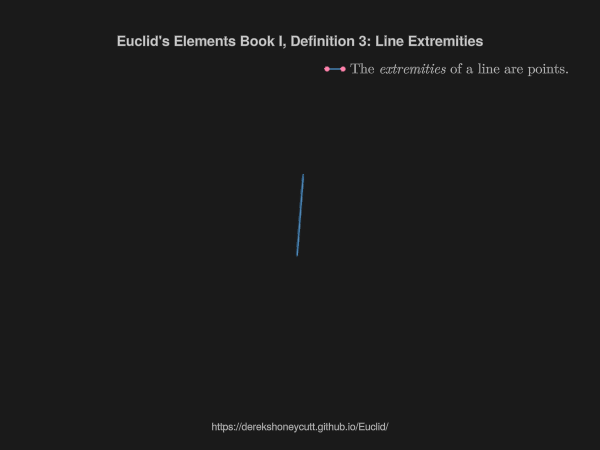 Euclid's Elements Book I, Definition 3: Line Extremities
The extremities of a line are points.
https://derekshoneycutt.github.io/Euclid/